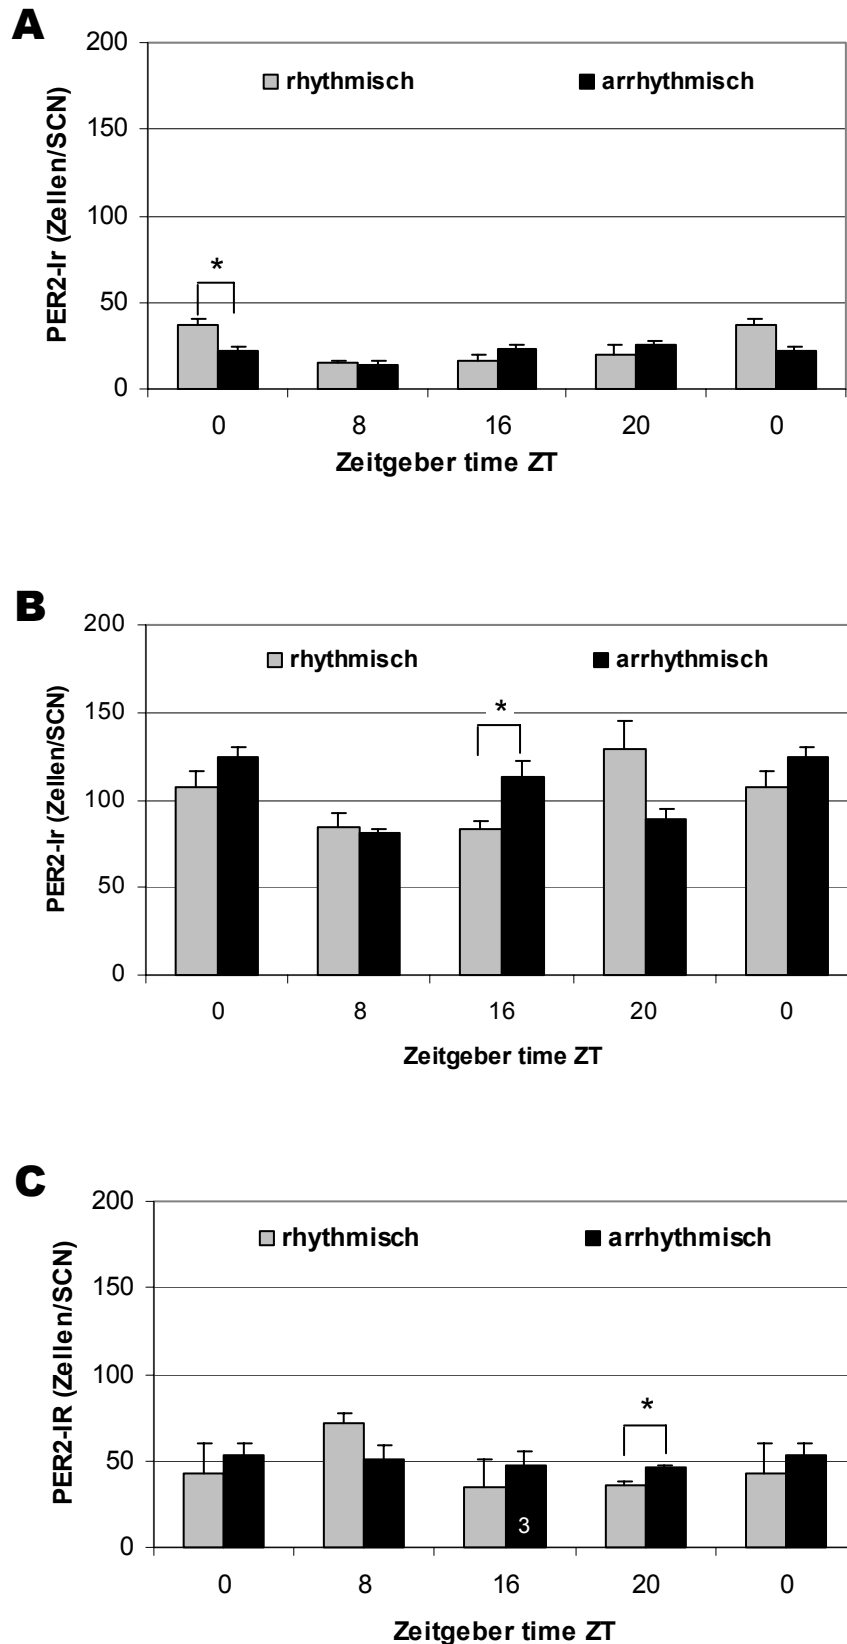 A
PER2-Ir (Zellen/SCN)
200
150
100
50
0
rhythmisch arrhythmisch
*
0 8 16 20 0
Zeitgeber time ZT
B
PER2-Ir (Zellen/SCN)
200
150
100
50
0
rhythmisch arrhythmisch
*
0 8 16 20 0
Zeitgeber time ZT
C
PER2-IR (Zellen/SCN)
200
150
100
50
0
rhythmisch arrhythmisch
*
3
0 8 16 20 0
Zeitgeber time ZT